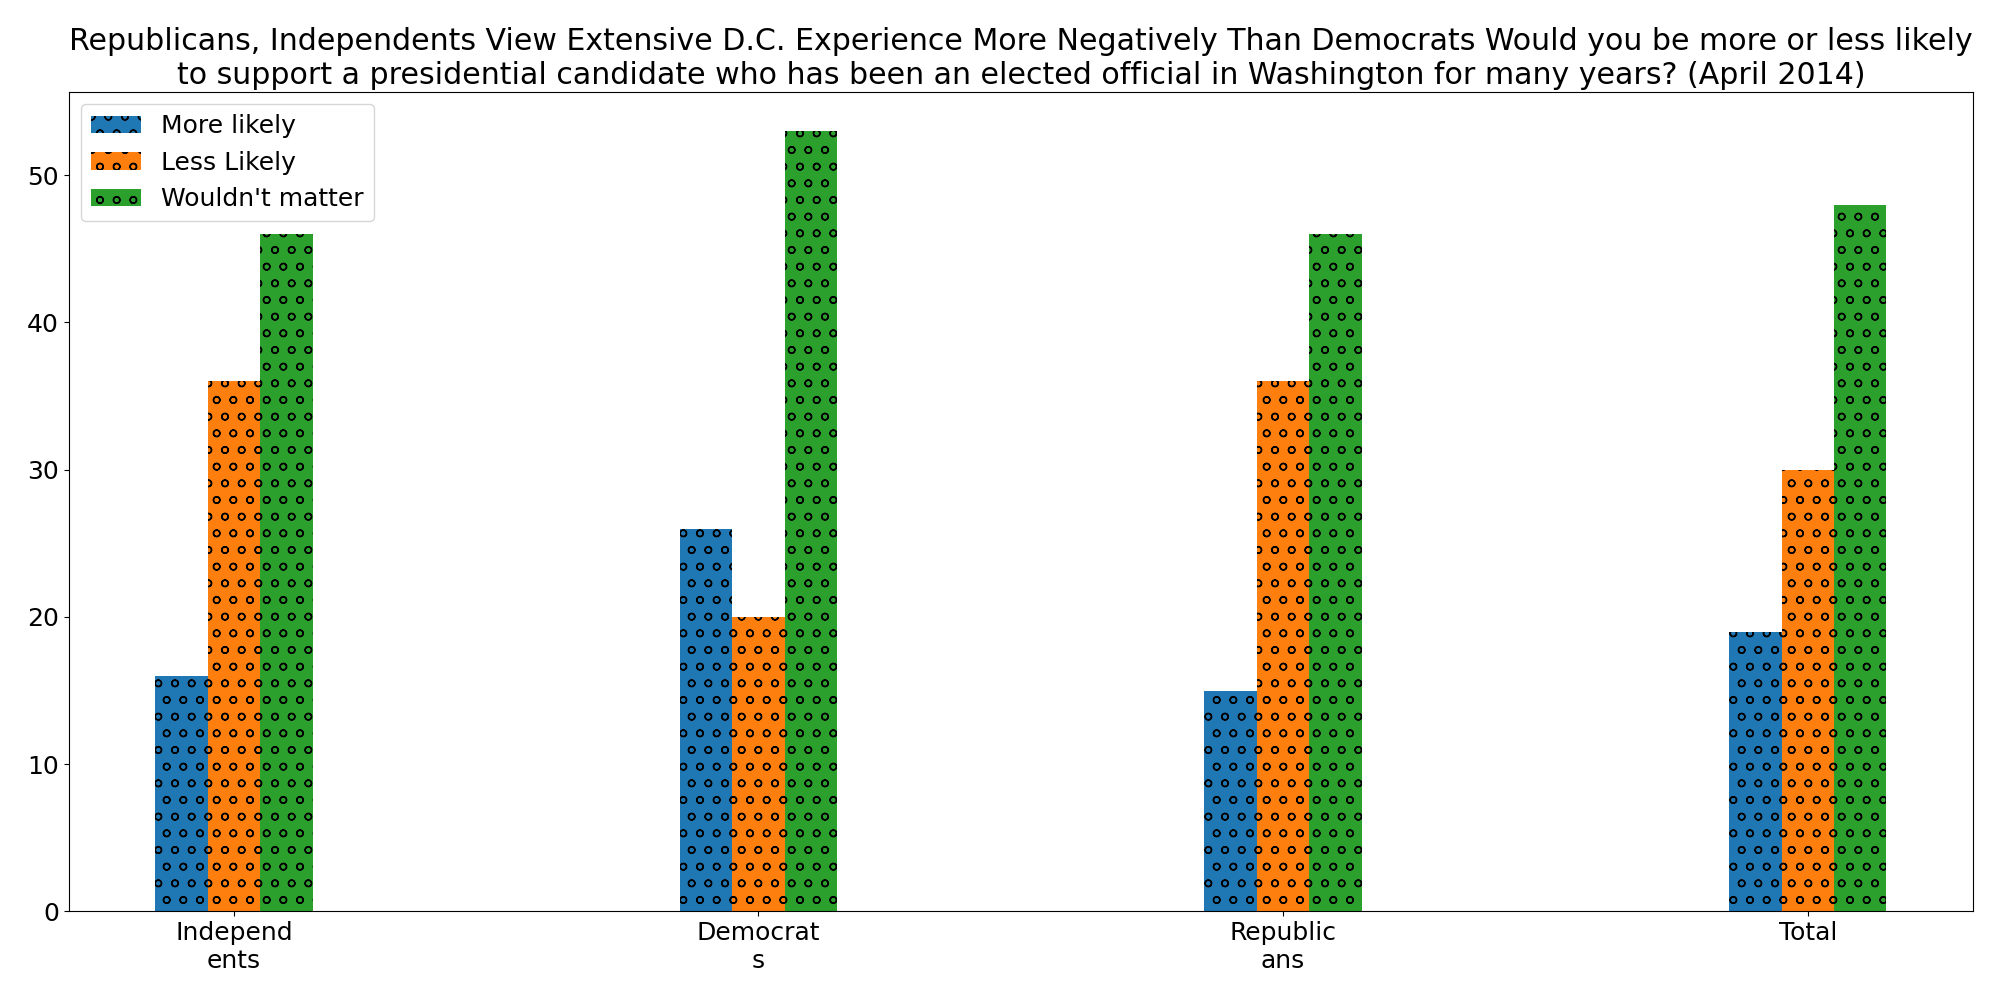 Republicans, Independents View Extensive D.C. Experience More Negatively Than Democrats Would you be more or less likely
to support a presidential candidate who has been an elected official in Washington for many years? (April 2014)
More likely
Less Likely
Wouldn't matter
50
40
30
20
10
0
Independ
ents
Democrat
s
Republic
ans
Total